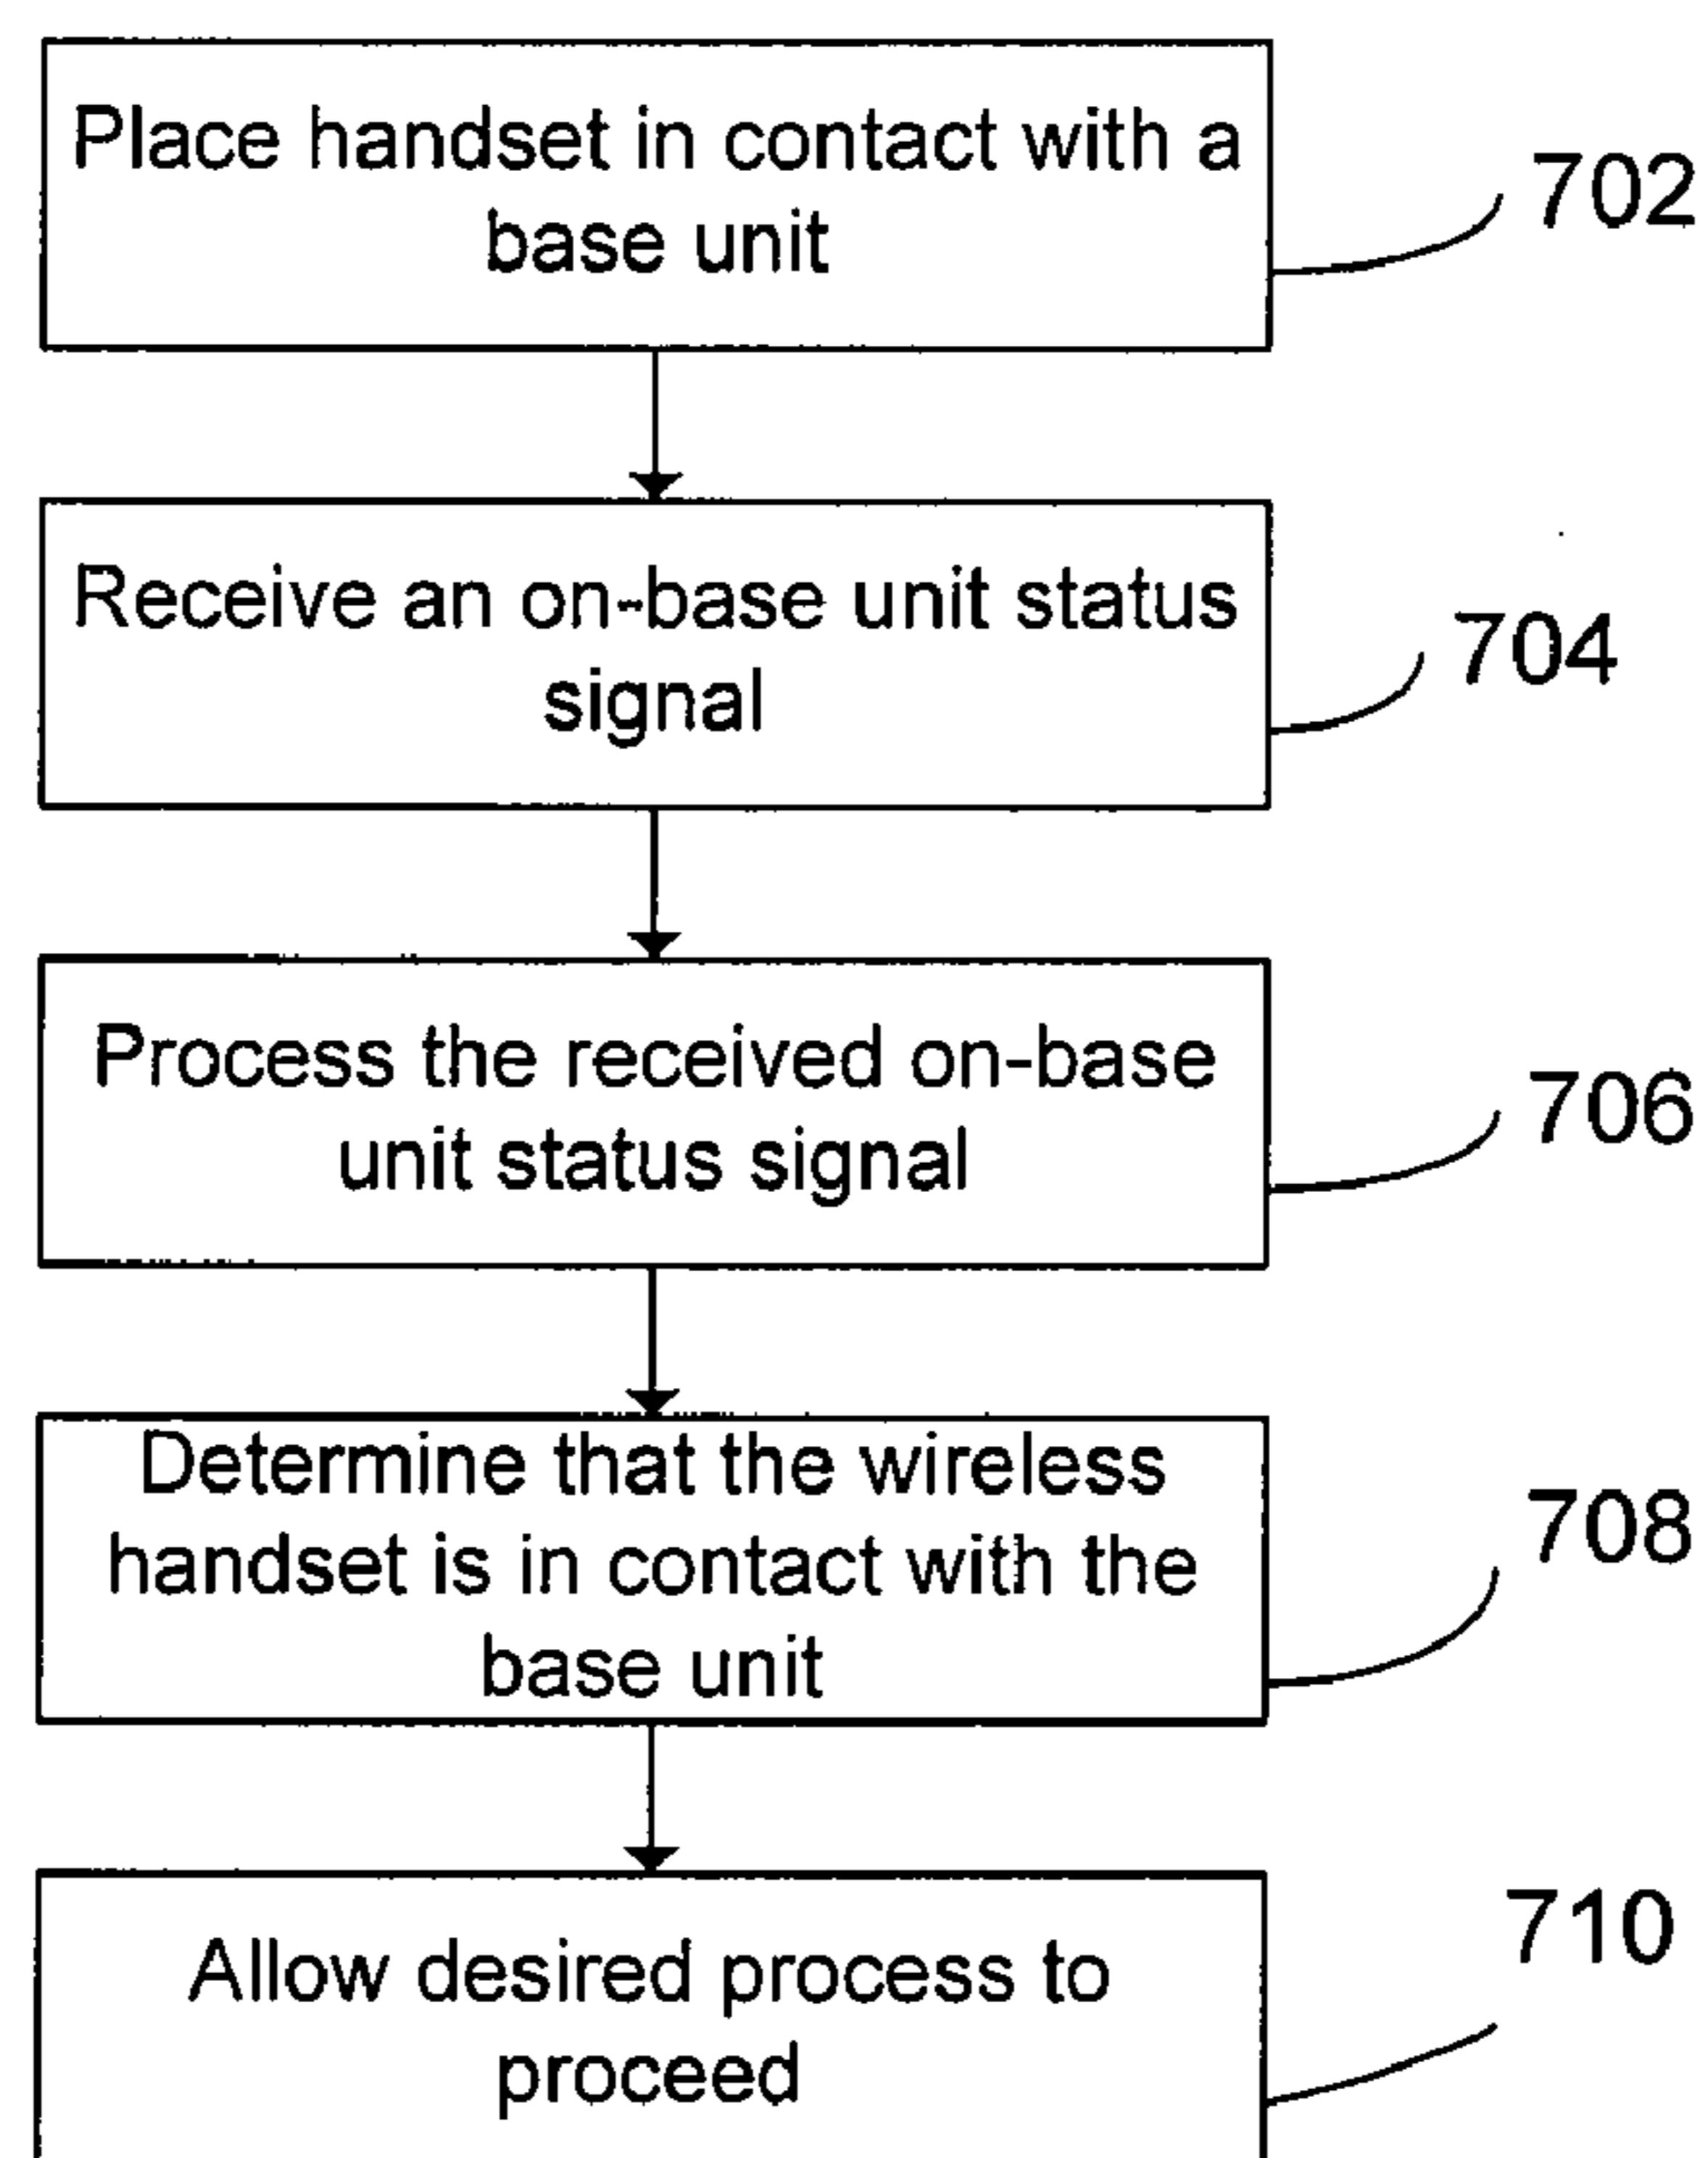 Place handset in contact with a
base unit
702
Receive an on-base unit status
signal
704
Process the received on-base
unit status signal
706
Determine that the wireless
handset is in contact with the
base unit
708
Allow desired process to
proceed
710